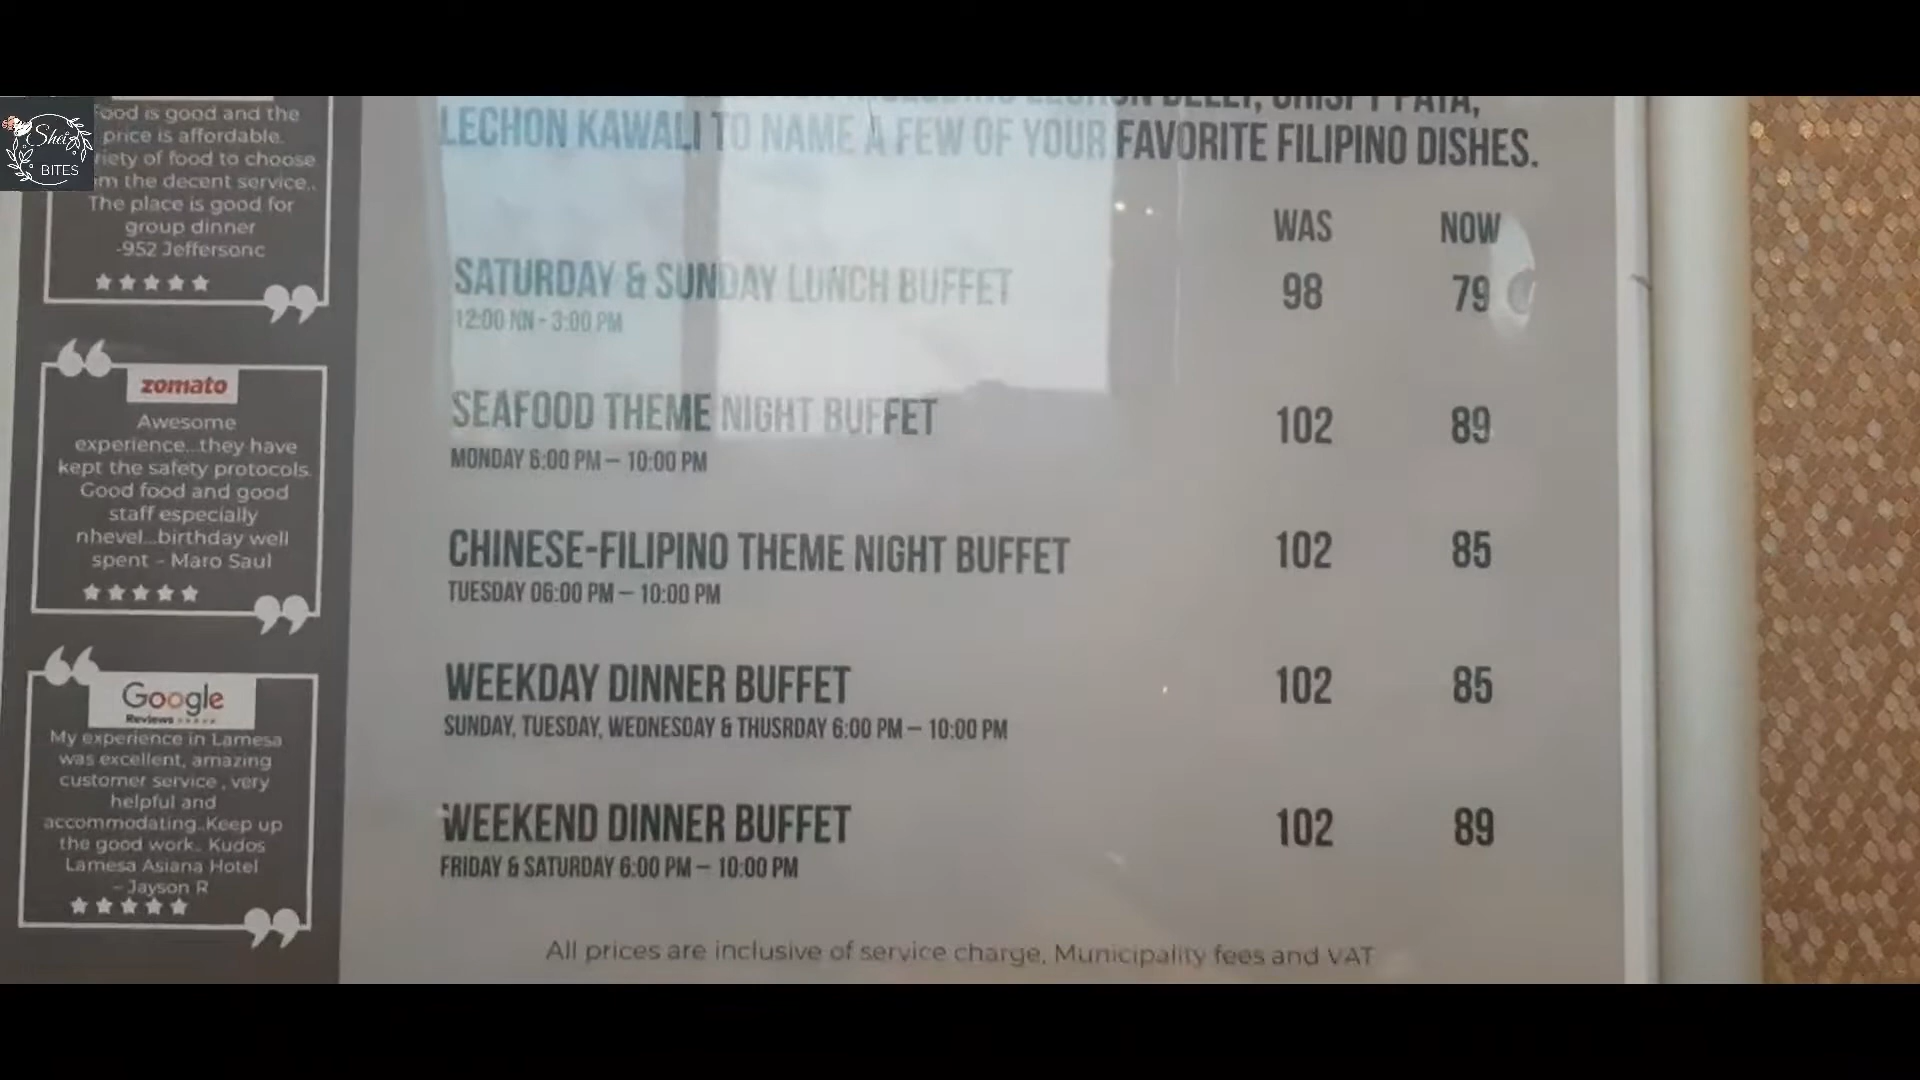 Food is good and the
price is affordable.
of food to choose
the decent service..
The place is good for
group dinner
-952 Jeffersonc
Shei
BITES
zomato
Awesome
experience...they have
kept the safety protocols.
Good food and good
staff especially
nhevel...birthday well
spent - Maro Saul
Google
Reviews
My experience in Lamesa
was excellent, amazing
customer service , very
helpful and
accommodating..Keep up
the good work.. Kudos
Lamesa Asiana Hotel
- Jayson R
LECHON BELLY, CRISPY PATA,
LECHON KAWALI TO NAME A FEW OF YOUR FAVORITE FILIPINO DISHES.
WAS NOW
SATURDAY & SUNDAY LUNCH BUFFET 98 79
12:00 NN - 3:00 PM
SEAFOOD THEME NIGHT BUFFET 102 89
MONDAY 6:00 PM – 10:00 PM
CHINESE-FILIPINO THEME NIGHT BUFFET 102 85
TUESDAY 06:00 PM – 10:00 PM
WEEKDAY DINNER BUFFET 102 85
SUNDAY, TUESDAY, WEDNESDAY & THUSRDAY 6:00 PM – 10:00 PM
WEEKEND DINNER BUFFET 102 89
FRIDAY & SATURDAY 6:00 PM – 10:00 PM
All prices are inclusive of service charge, Municipality fees and VAT